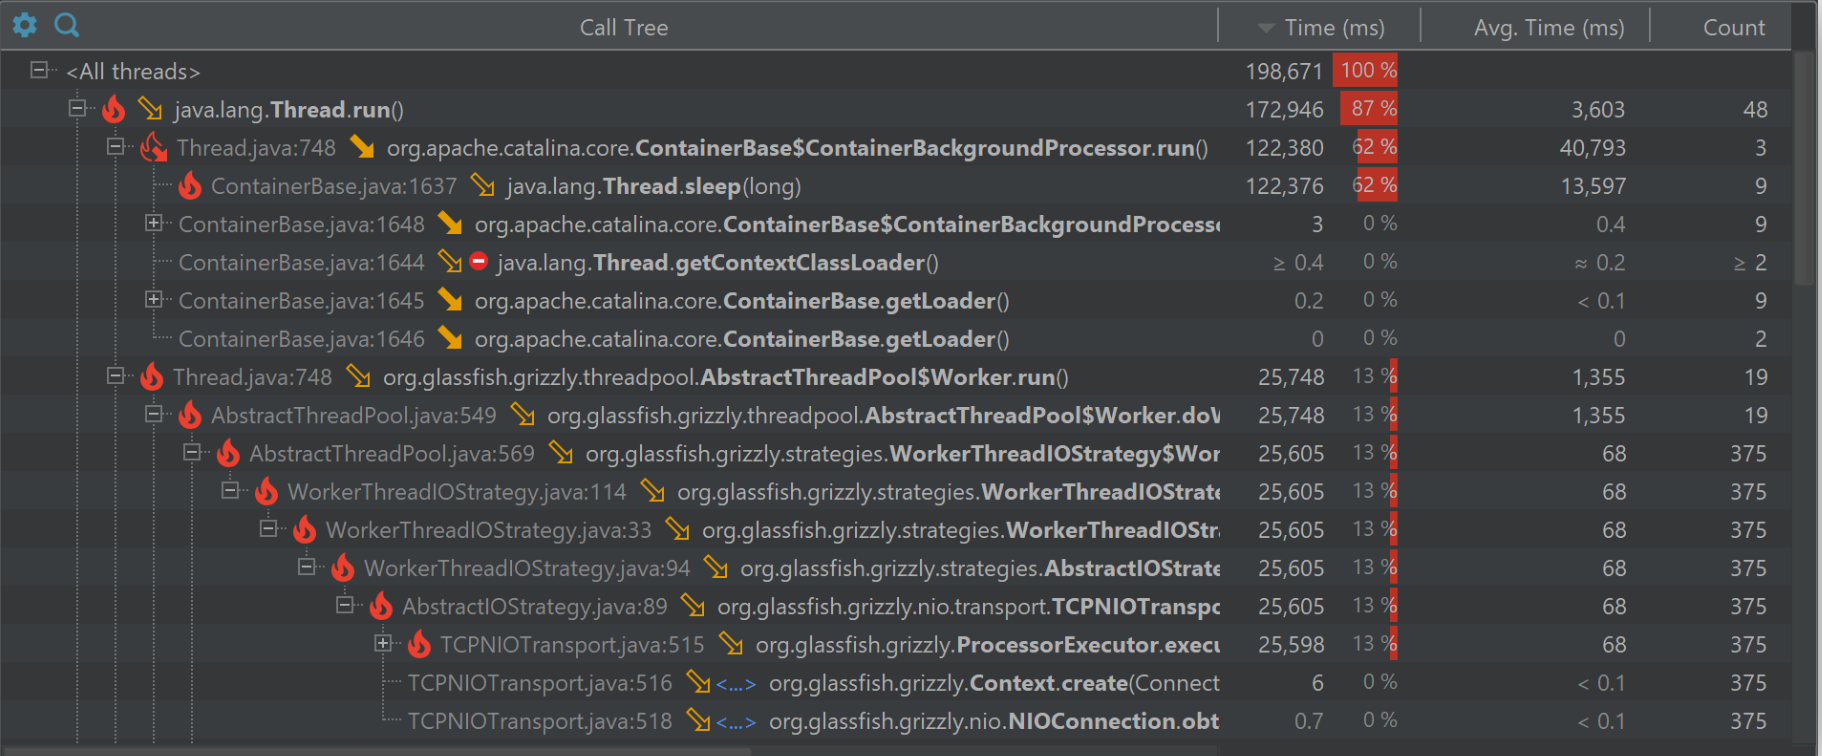 Call Tree Time (ms) Avg. Time (ms) Count
<All threads> 198,671 100 %
java.lang.Thread.run() 172,946 87 % 3,603 48
Thread.java:748 org.apache.catalina.core.ContainerBase$ContainerBackgroundProcessor.run() 122,380 62 % 40,793 3
ContainerBase.java:1637 java.lang.Thread.sleep(long) 122,376 62 % 13,597 9
ContainerBase.java:1648 org.apache.catalina.core.ContainerBase$ContainerBackgroundProcess 3 0 % 0.4 9
ContainerBase.java:1644 java.lang.Thread.getContextClassLoader() ≥ 0.4 0 % ≈ 0.2 ≥ 2
ContainerBase.java:1645 org.apache.catalina.core.ContainerBase.getLoader() 0.2 0 % < 0.1 9
ContainerBase.java:1646 org.apache.catalina.core.ContainerBase.getLoader() 0 0 % 0 2
Thread.java:748 org.glassfish.grizzly.threadpool.AbstractThreadPool$Worker.run() 25,748 13 % 1,355 19
AbstractThreadPool.java:549 org.glassfish.grizzly.threadpool.AbstractThreadPool$Worker.doW 25,748 13 % 1,355 19
AbstractThreadPool.java:569 org.glassfish.grizzly.strategies.WorkerThreadIOStrategy$Wor 25,605 13 % 68 375
WorkerThreadIOStrategy.java:114 org.glassfish.grizzly.strategies.WorkerThreadIOStrate 25,605 13 % 68 375
WorkerThreadIOStrategy.java:33 org.glassfish.grizzly.strategies.WorkerThreadIOStra 25,605 13 % 68 375
WorkerThreadIOStrategy.java:94 org.glassfish.grizzly.strategies.AbstractIOStrate 25,605 13 % 68 375
AbstractIOStrategy.java:89 org.glassfish.grizzly.nio.transport.TCPNIOTranspo 25,605 13 % 68 375
TCPNIOTransport.java:515 org.glassfish.grizzly.ProcessorExecutor.execu 25,598 13 % 68 375
TCPNIOTransport.java:516 <...> org.glassfish.grizzly.Context.create(Connect 6 0 % < 0.1 375
TCPNIOTransport.java:518 <...> org.glassfish.grizzly.nio.NIOConnection.obt 0.7 0 % < 0.1 375